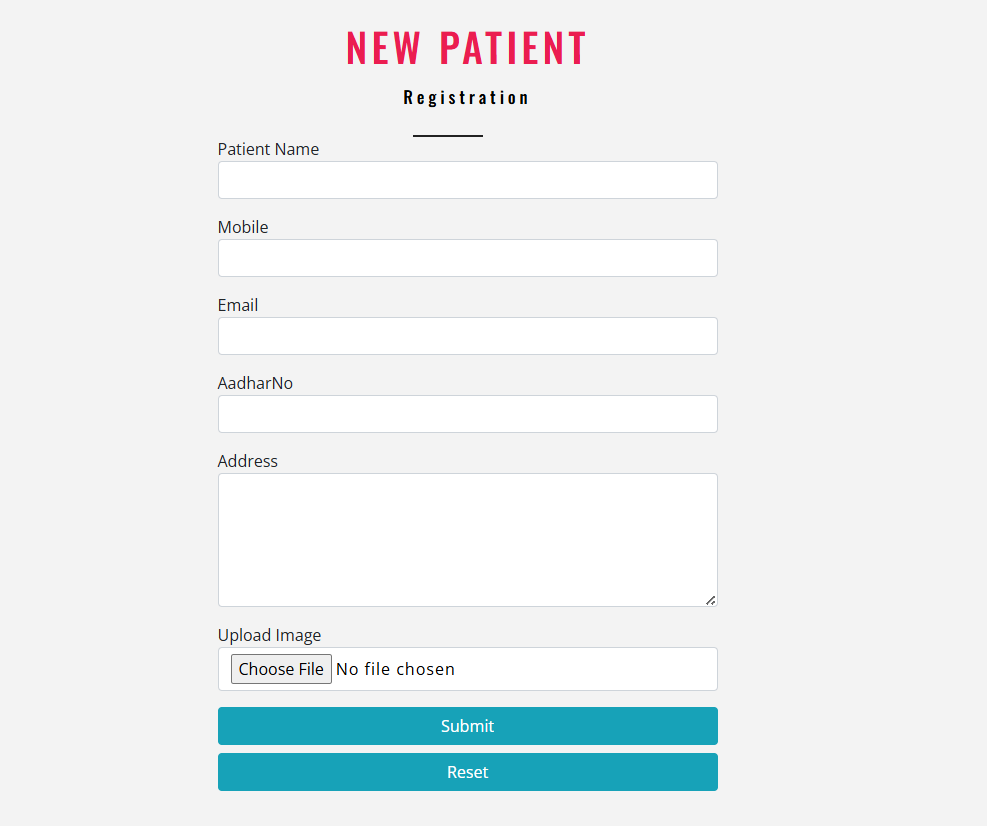 NEW PATIENT
Registration
Patient Name
Mobile
Email
AadharNo
Address
Upload Image
Choose File No file chosen
Submit
Reset